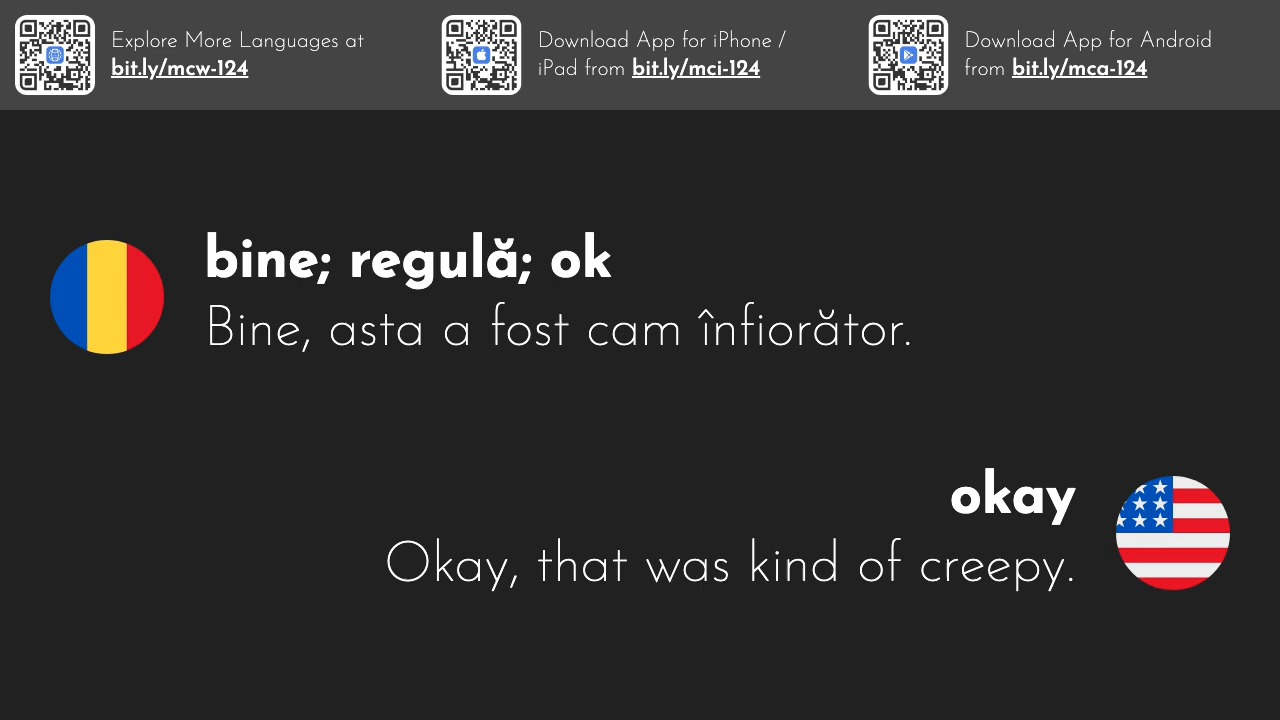 Explore More Languages at
bit.ly/mcw-124
Download App for iPhone /
iPad from bit.ly/mci-124
Download App for Android
from bit.ly/mca-124
bine; regulă; ok
Bine, asta a fost cam înfiorător.
okay
Okay, that was kind of creepy.